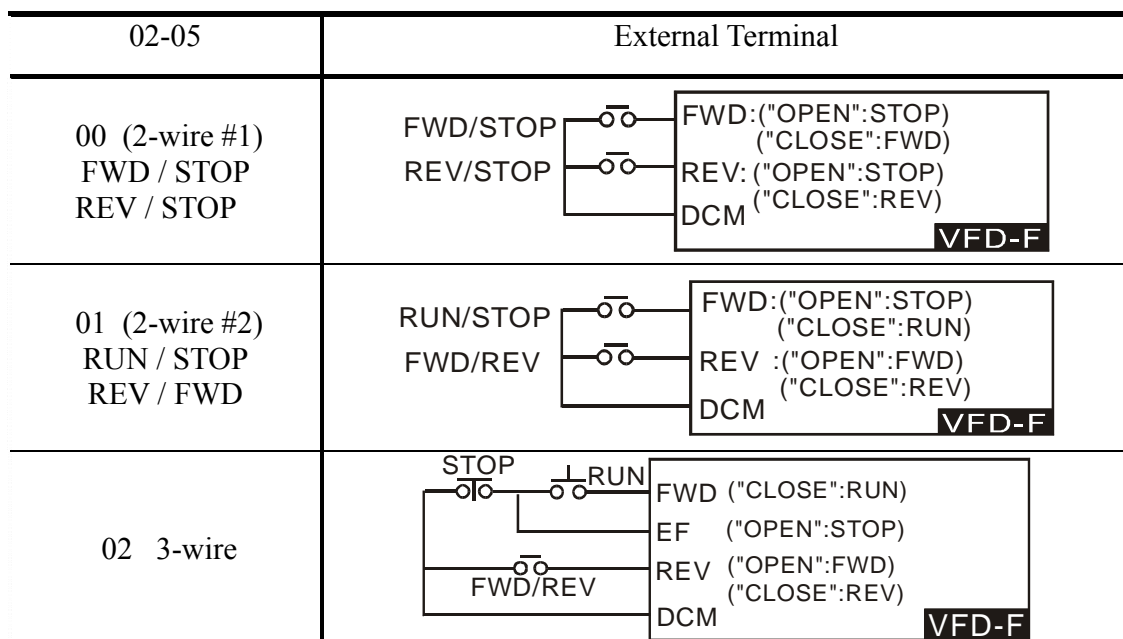 02-05
External Terminal
00 (2-wire #1)
FWD / STOP
REV / STOP
FWD/STOP
REV/STOP
FWD:("OPEN":STOP)
("CLOSE":FWD)
REV: ("OPEN":STOP)
("CLOSE":REV)
DCM
VFD-F
01 (2-wire #2)
RUN / STOP
REV / FWD
RUN/STOP
FWD/REV
FWD:("OPEN":STOP)
("CLOSE":RUN)
REV :("OPEN":FWD)
("CLOSE":REV)
DCM
VFD-F
02 3-wire
STOP
RUN
FWD/REV
FWD ("CLOSE":RUN)
EF ("OPEN":STOP)
REV ("OPEN":FWD)
("CLOSE":REV)
DCM
VFD-F